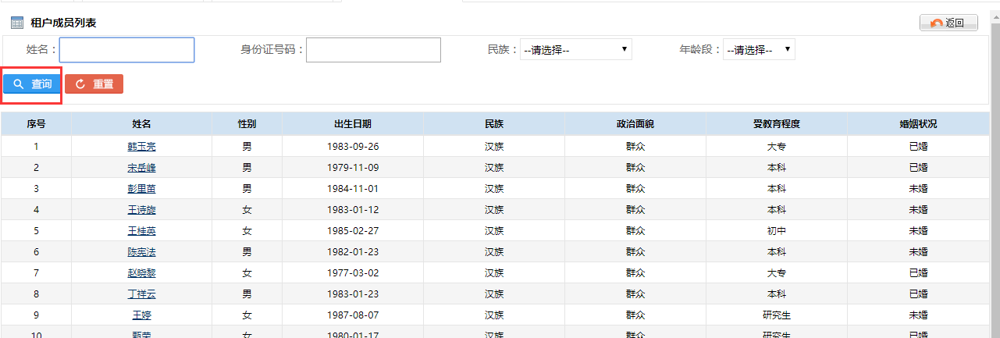 租户成员列表 返回
姓名： 身份证号码： 民族： --请选择-- 年龄段： --请选择--
查询 重置
序号 姓名 性别 出生日期 民族 政治面貌 受教育程度 婚姻状况
1 韩玉亮 男 1983-09-26 汉族 群众 大专 已婚
2 宋岳峰 男 1979-11-09 汉族 群众 本科 已婚
3 彭里苗 男 1984-11-01 汉族 群众 本科 未婚
4 王诗旋 女 1983-01-12 汉族 群众 本科 未婚
5 王桂英 女 1985-02-27 汉族 群众 初中 未婚
6 陈宪法 男 1982-01-23 汉族 群众 本科 未婚
7 赵晓黎 女 1977-03-02 汉族 群众 大专 已婚
8 丁祥云 男 1983-01-23 汉族 群众 本科 已婚
9 王婷 女 1987-08-07 汉族 群众 研究生 未婚
10 甄荣 女 1980-01-17 汉族 群众 研究生 已婚